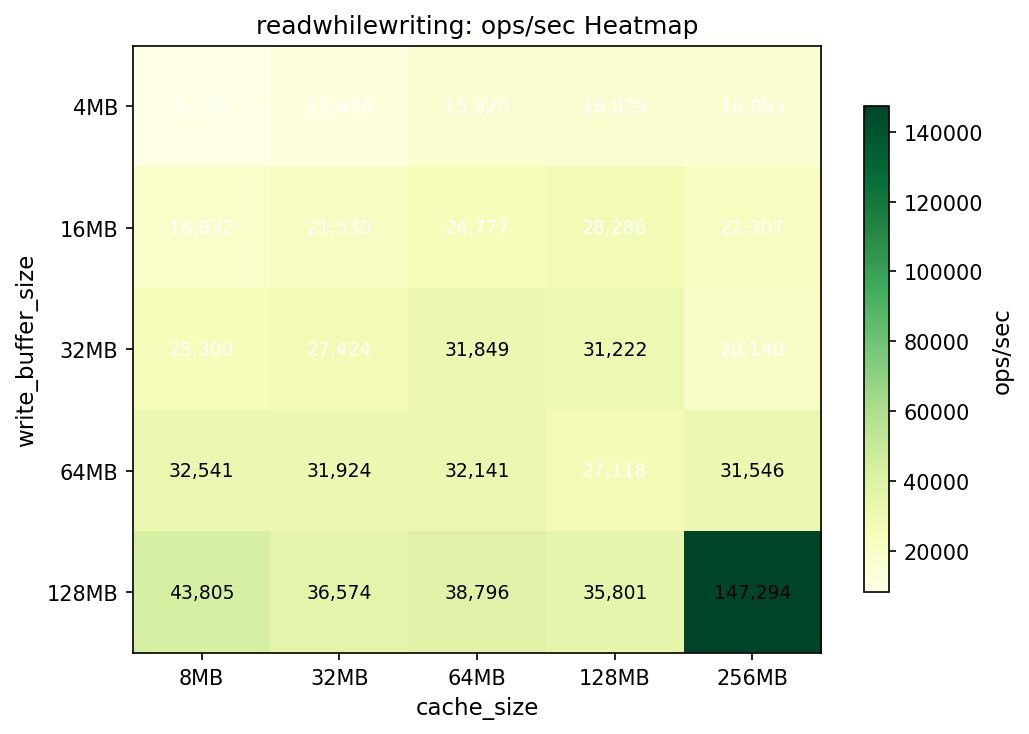 readwhilewriting: ops/sec Heatmap
4MB 15,920 16,029 16,093
16MB 18,832 21,530 24,777 28,286 22,307
32MB 25,300 27,424 31,849 31,222 20,140
64MB 32,541 31,924 32,141 27,118 31,546
128MB 43,805 36,574 38,796 35,801 147,294
8MB 32MB 64MB 128MB 256MB
cache_size
write_buffer_size
140000
120000
100000
80000
60000
40000
20000
ops/sec